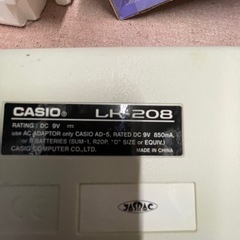 CASIO® LK-208
RATING: DC 9V ⎓
use AC ADAPTOR only CASIO AD-5, RATED DC 9V 850mA.
or 6 BATTERIES (SUM-1, R20P, "D" SIZE or EQUIV.)
CASIO COMPUTER CO.,LTD. MADE IN CHINA
JASRAC